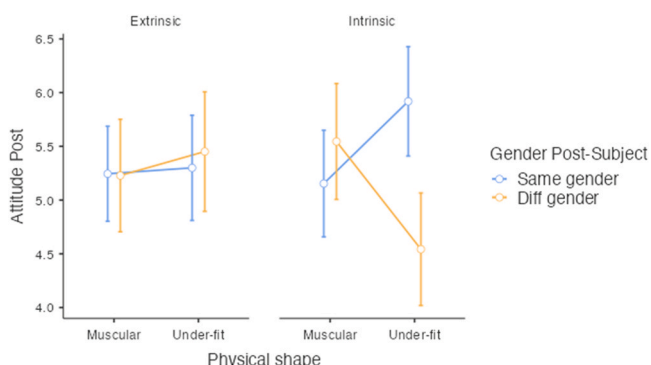 Extrinsic
Intrinsic
6.5
6.0
5.5
5.0
4.5
4.0
Attitude Post
Muscular
Under-fit
Muscular
Under-fit
Physical shape
Gender Post-Subject
Same gender
Diff gender